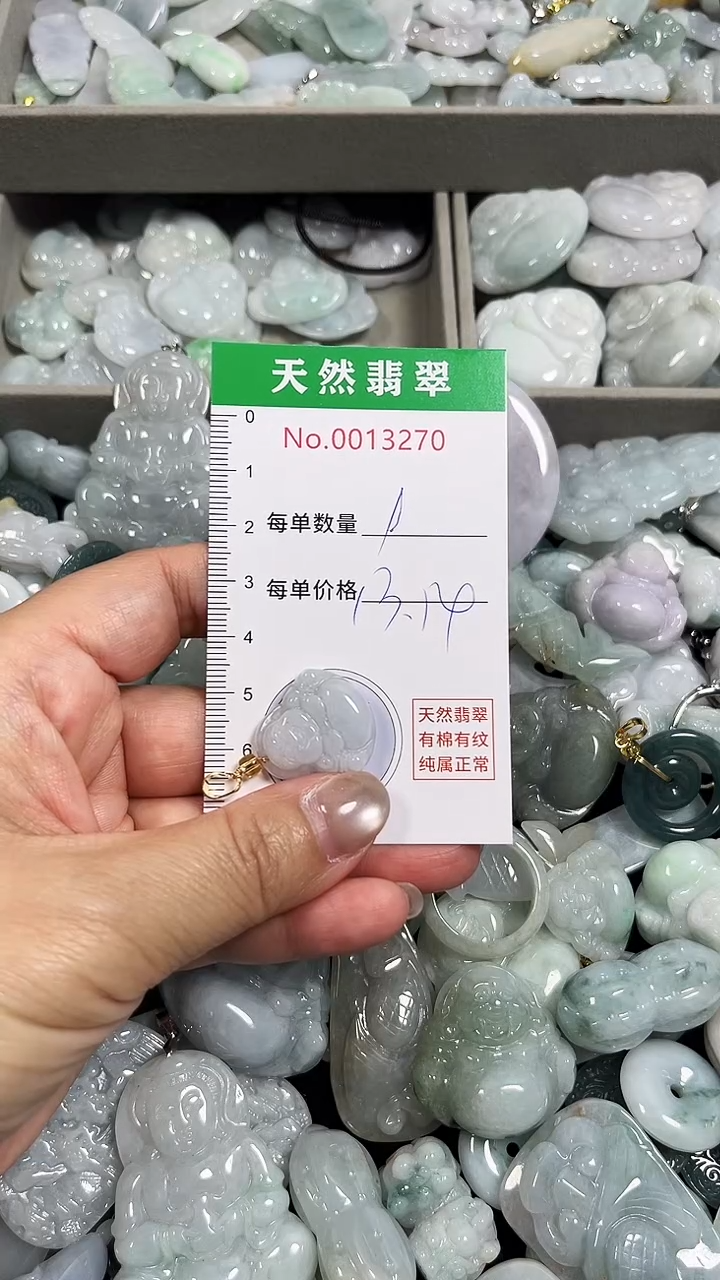 天然翡翠
No.0013270
0
1
2
每单数量 1
3
每单价格 13.14
4
5
6
天然翡翠
有棉有纹
纯属正常